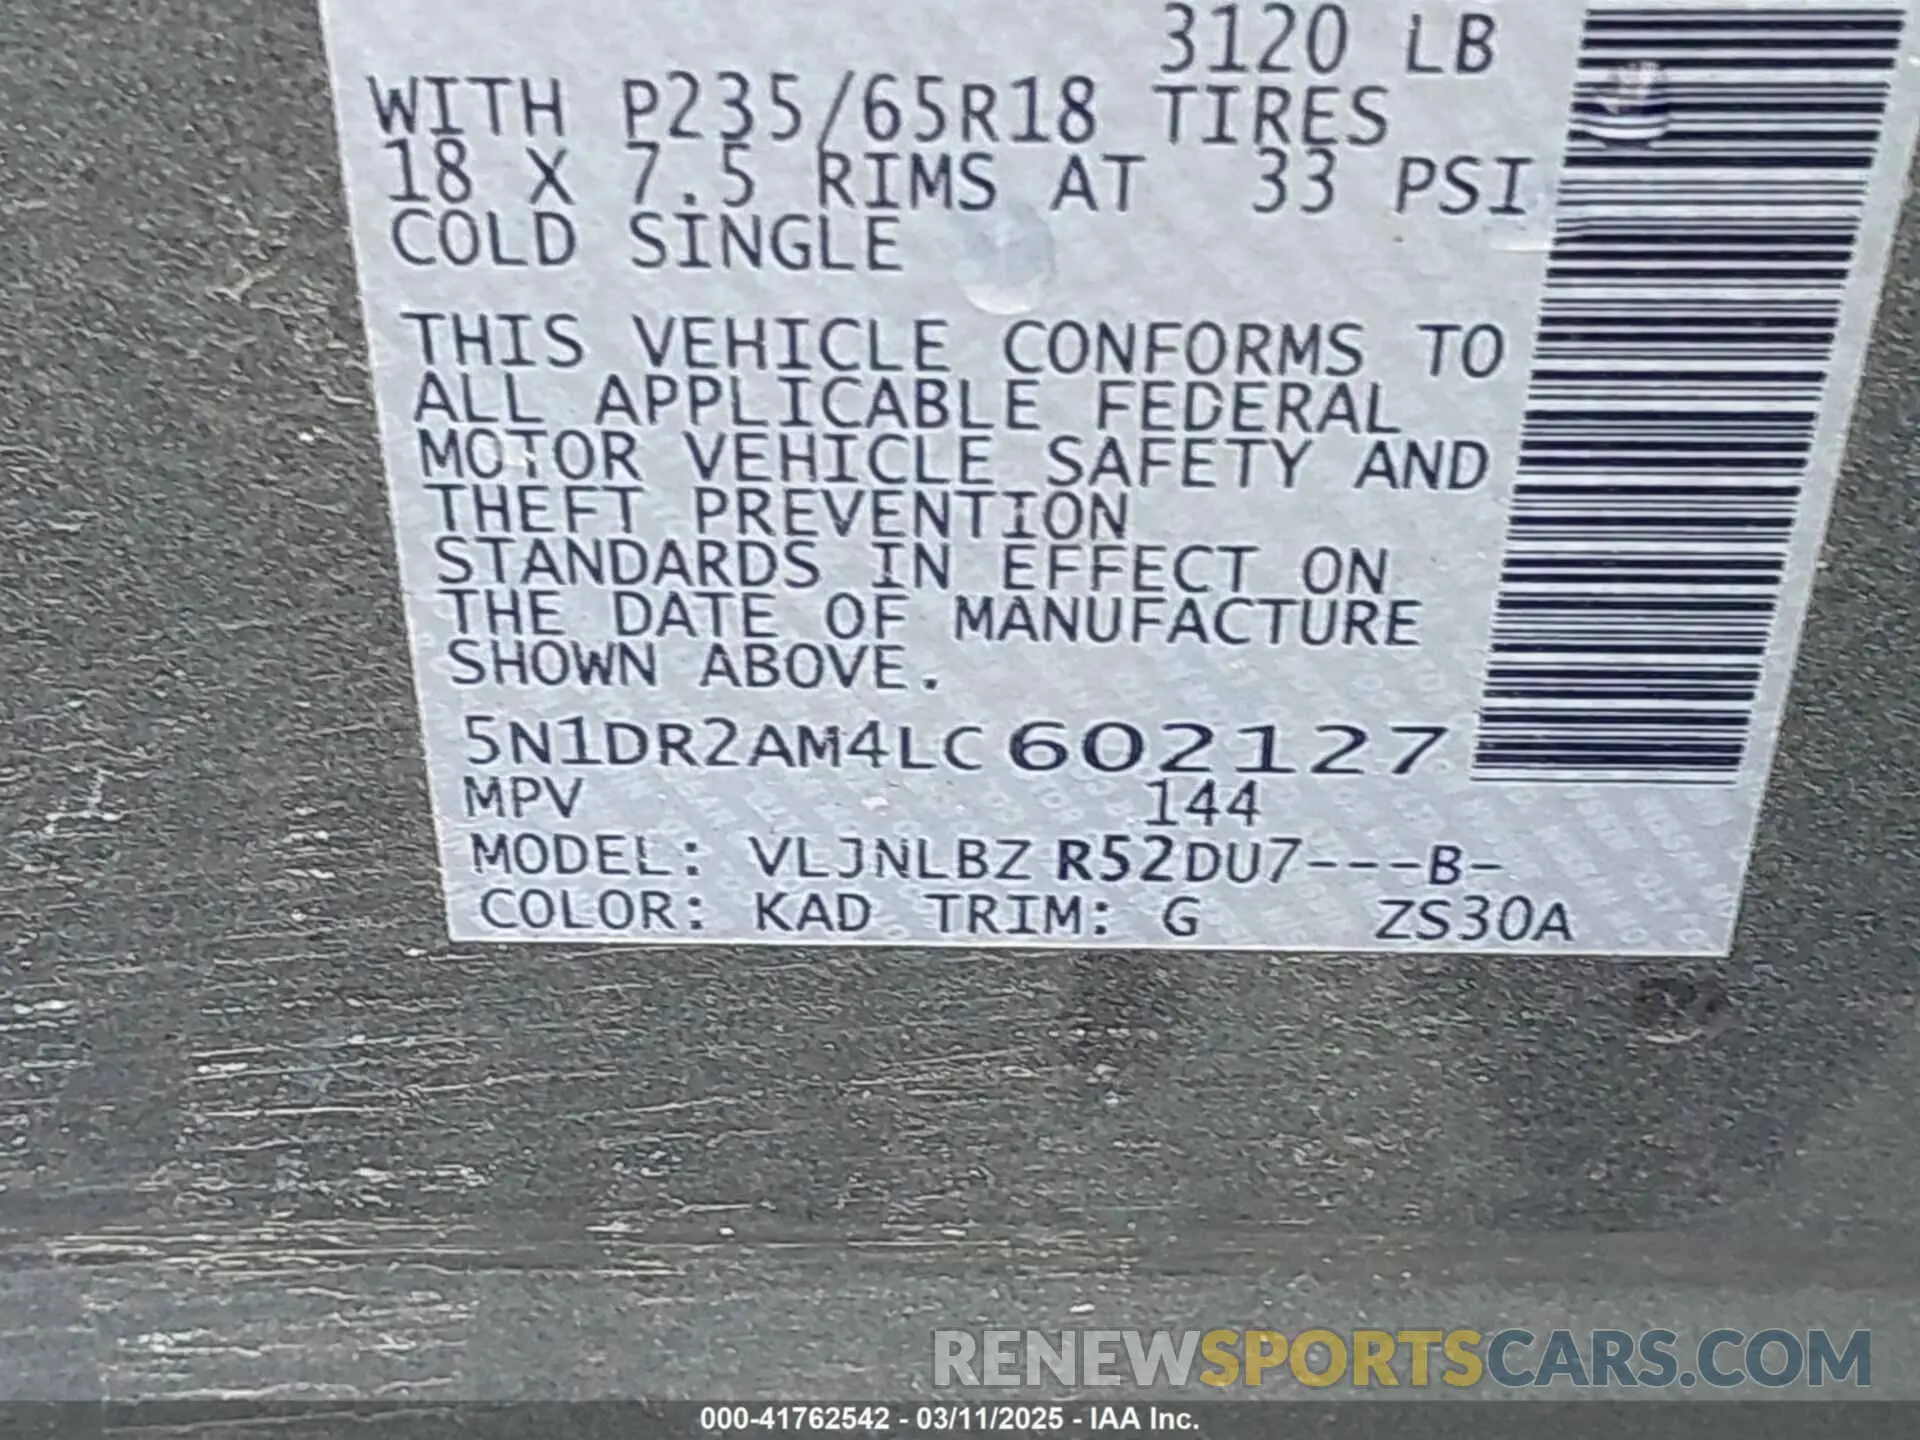 3120 LB
WITH P235/65R18 TIRES
18 X 7.5 RIMS AT 33 PSI
COLD SINGLE
THIS VEHICLE CONFORMS TO
ALL APPLICABLE FEDERAL
MOTOR VEHICLE SAFETY AND
THEFT PREVENTION
STANDARDS IN EFFECT ON
THE DATE OF MANUFACTURE
SHOWN ABOVE.
5N1DR2AM4LC602127
MPV 144
MODEL: VLJNLBZ R52DU7---B-
COLOR: KAD TRIM: G ZS30A
RENEWSPORTSCARS.COM
000-41762542 - 03/11/2025 - IAA Inc.